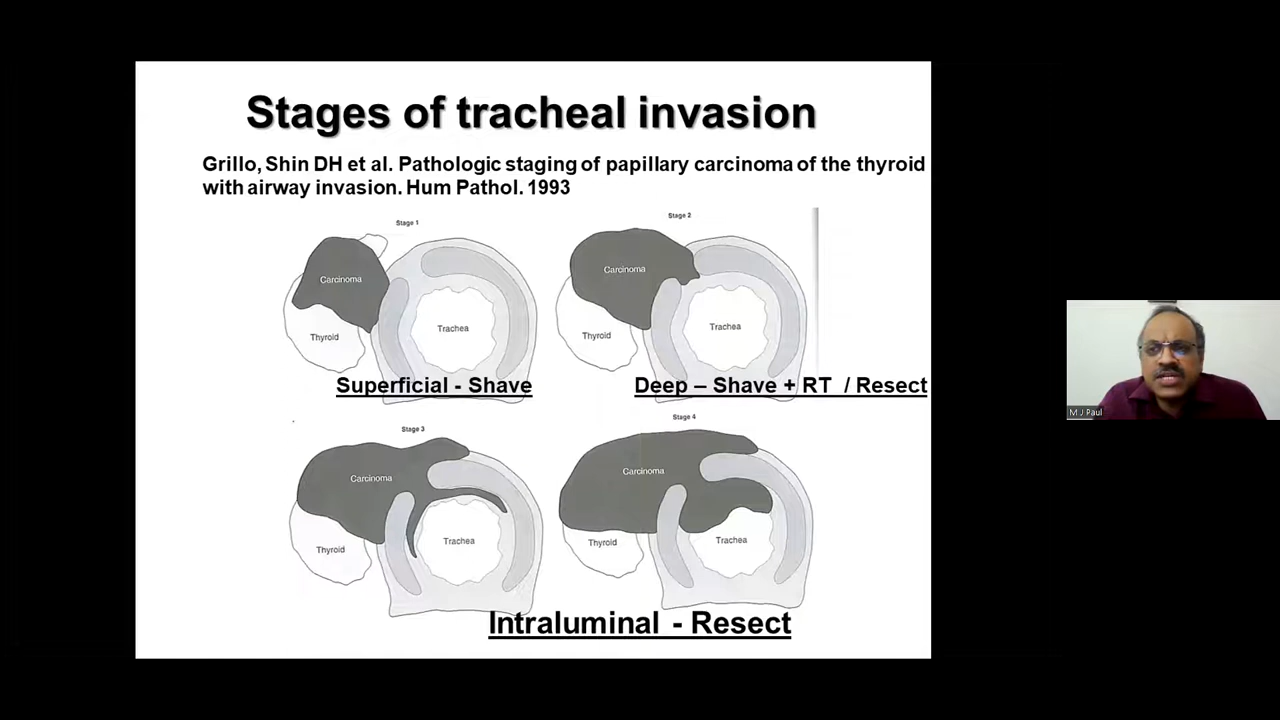 Stages of tracheal invasion
Grillo, Shin DH et al. Pathologic staging of papillary carcinoma of the thyroid
with airway invasion. Hum Pathol. 1993
Stage 1
Carcinoma
Thyroid
Trachea
Superficial - Shave
Stage 2
Carcinoma
Thyroid
Trachea
Deep – Shave + RT / Resect
Stage 3
Carcinoma
Thyroid
Trachea
Stage 4
Carcinoma
Thyroid
Trachea
Intraluminal - Resect
M J Paul